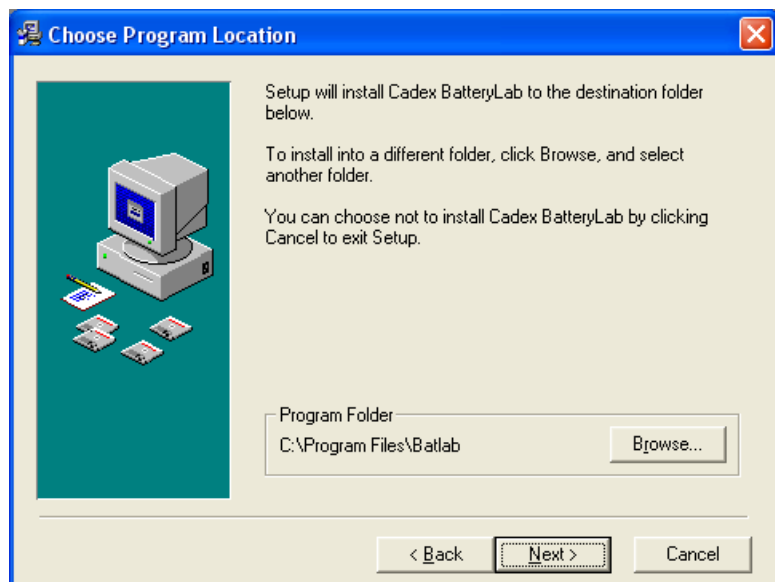 Choose Program Location
Setup will install Cadex BatteryLab to the destination folder
below.
To install into a different folder, click Browse, and select
another folder.
You can choose not to install Cadex BatteryLab by clicking
Cancel to exit Setup.
Program Folder
C:\Program Files\Batlab
Browse...
< Back
Next >
Cancel